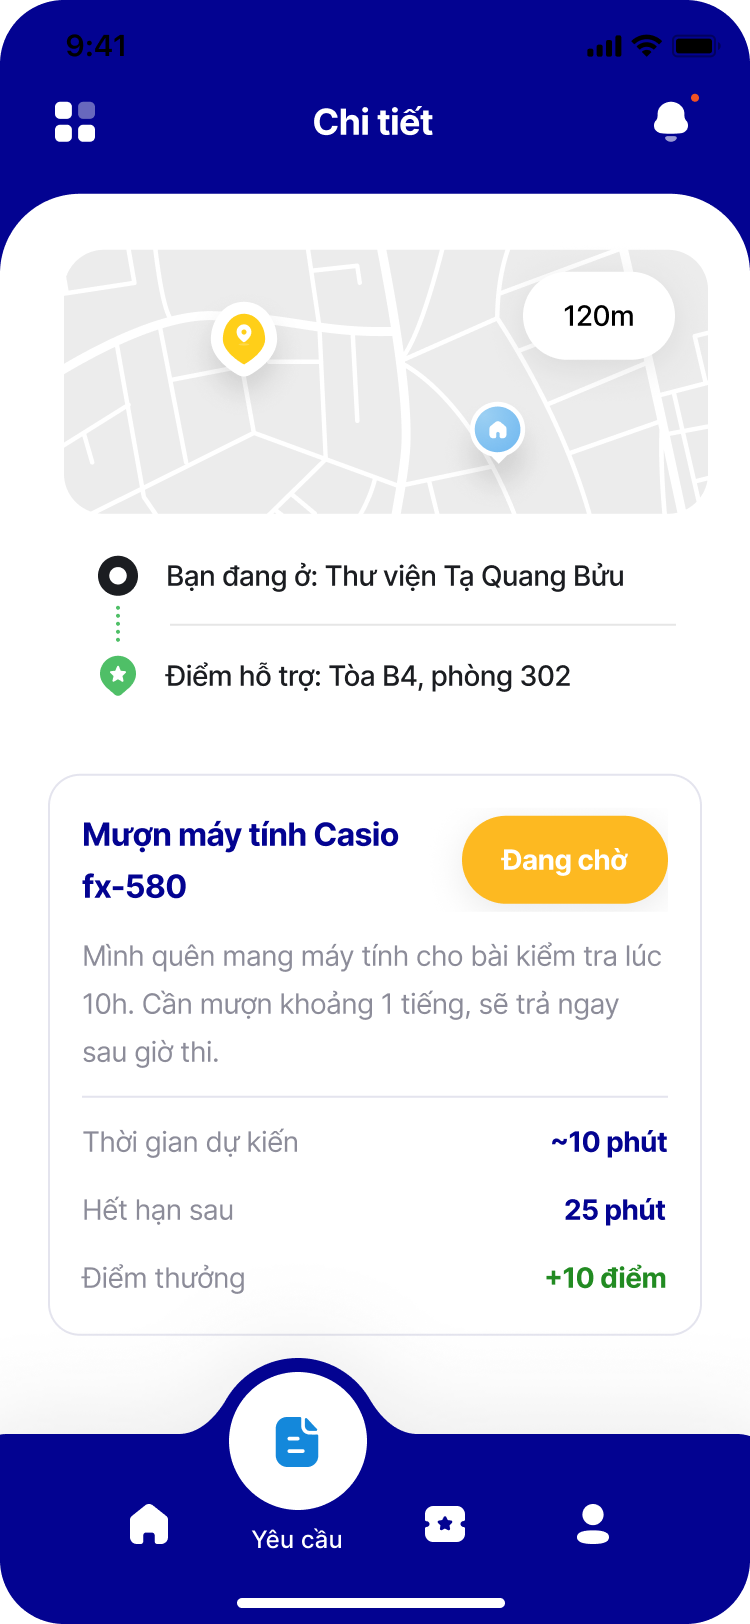 9:41
Chi tiết
120m
Bạn đang ở: Thư viện Tạ Quang Bửu
Điểm hỗ trợ: Tòa B4, phòng 302
Mượn máy tính Casio
fx-580
Đang chờ
Mình quên mang máy tính cho bài kiểm tra lúc
10h. Cần mượn khoảng 1 tiếng, sẽ trả ngay
sau giờ thi.
Thời gian dự kiến
~10 phút
Hết hạn sau
25 phút
Điểm thưởng
+10 điểm
Yêu cầu